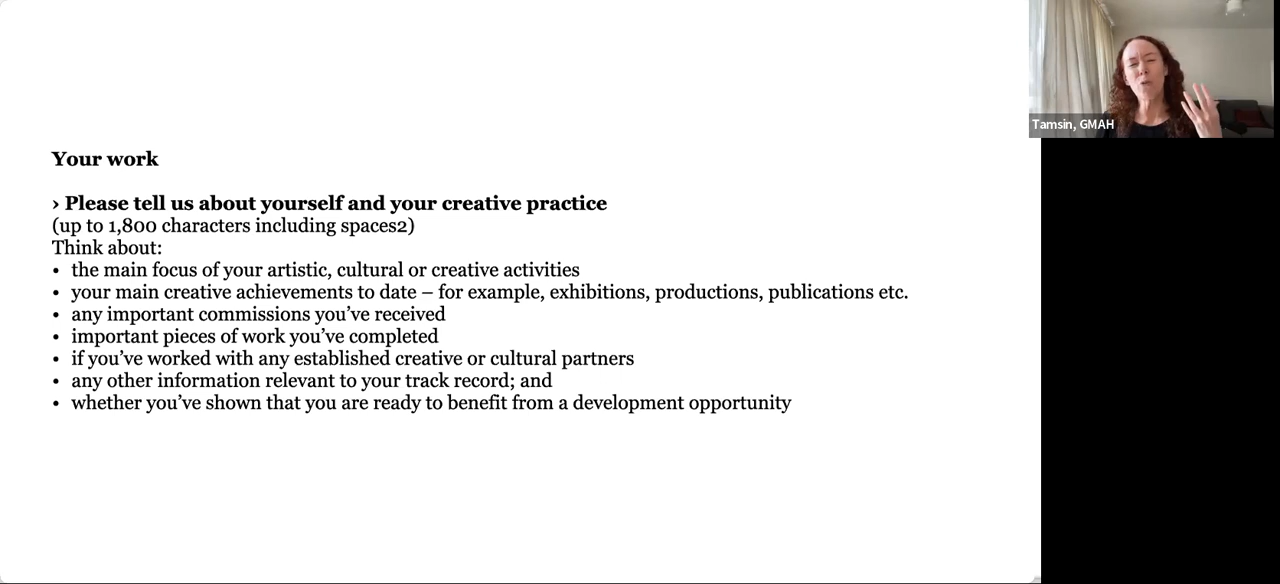 Your work
› Please tell us about yourself and your creative practice
(up to 1,800 characters including spaces2)
Think about:
• the main focus of your artistic, cultural or creative activities
• your main creative achievements to date – for example, exhibitions, productions, publications etc.
• any important commissions you’ve received
• important pieces of work you’ve completed
• if you’ve worked with any established creative or cultural partners
• any other information relevant to your track record; and
• whether you’ve shown that you are ready to benefit from a development opportunity
Tamsin, GMAH